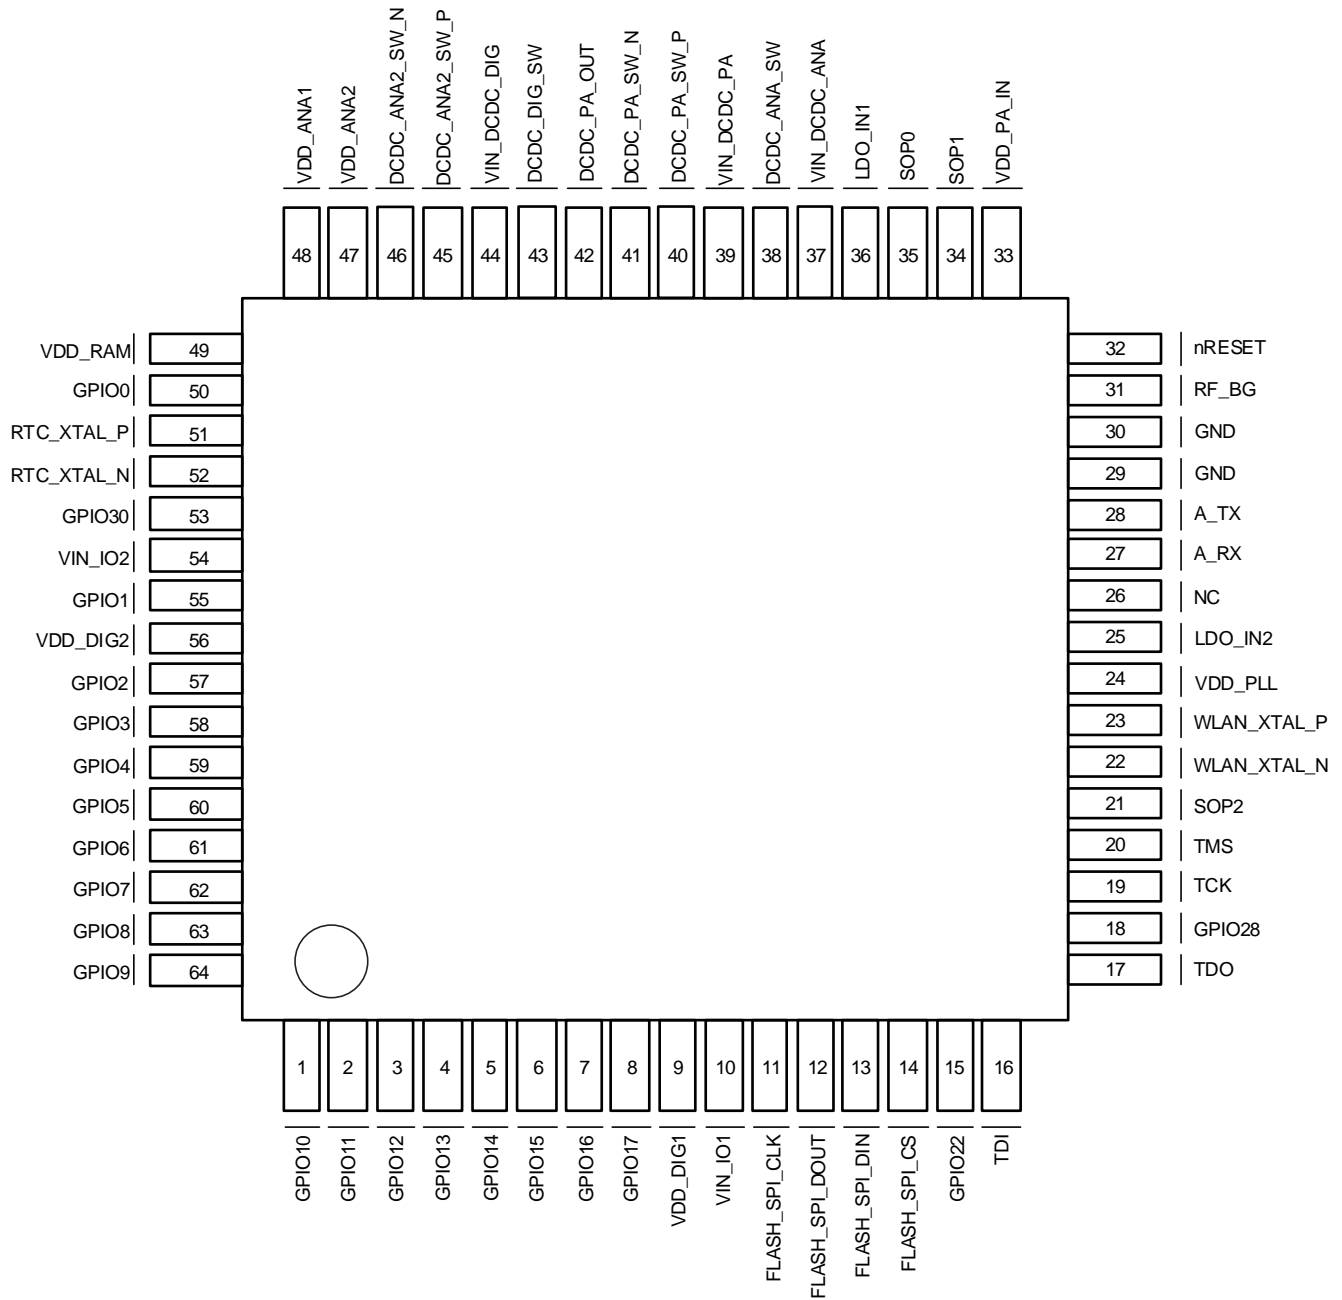 VDD_ANA1
VDD_ANA2
DCDC_ANA2_SW_N
DCDC_ANA2_SW_P
VIN_DCDC_DIG
DCDC_DIG_SW
DCDC_PA_OUT
DCDC_PA_SW_N
DCDC_PA_SW_P
VIN_DCDC_PA
DCDC_ANA_SW
VIN_DCDC_ANA
LDO_IN1
SOP0
SOP1
VDD_PA_IN
48
47
46
45
44
43
42
41
40
39
38
37
36
35
34
33
VDD_RAM 49
GPIO0 50
RTC_XTAL_P 51
RTC_XTAL_N 52
GPIO30 53
VIN_IO2 54
GPIO1 55
VDD_DIG2 56
GPIO2 57
GPIO3 58
GPIO4 59
GPIO5 60
GPIO6 61
GPIO7 62
GPIO8 63
GPIO9 64
32 nRESET
31 RF_BG
30 GND
29 GND
28 A_TX
27 A_RX
26 NC
25 LDO_IN2
24 VDD_PLL
23 WLAN_XTAL_P
22 WLAN_XTAL_N
21 SOP2
20 TMS
19 TCK
18 GPIO28
17 TDO
1
2
3
4
5
6
7
8
9
10
11
12
13
14
15
16
GPIO10
GPIO11
GPIO12
GPIO13
GPIO14
GPIO15
GPIO16
GPIO17
VDD_DIG1
VIN_IO1
FLASH_SPI_CLK
FLASH_SPI_DOUT
FLASH_SPI_DIN
FLASH_SPI_CS
GPIO22
TDI